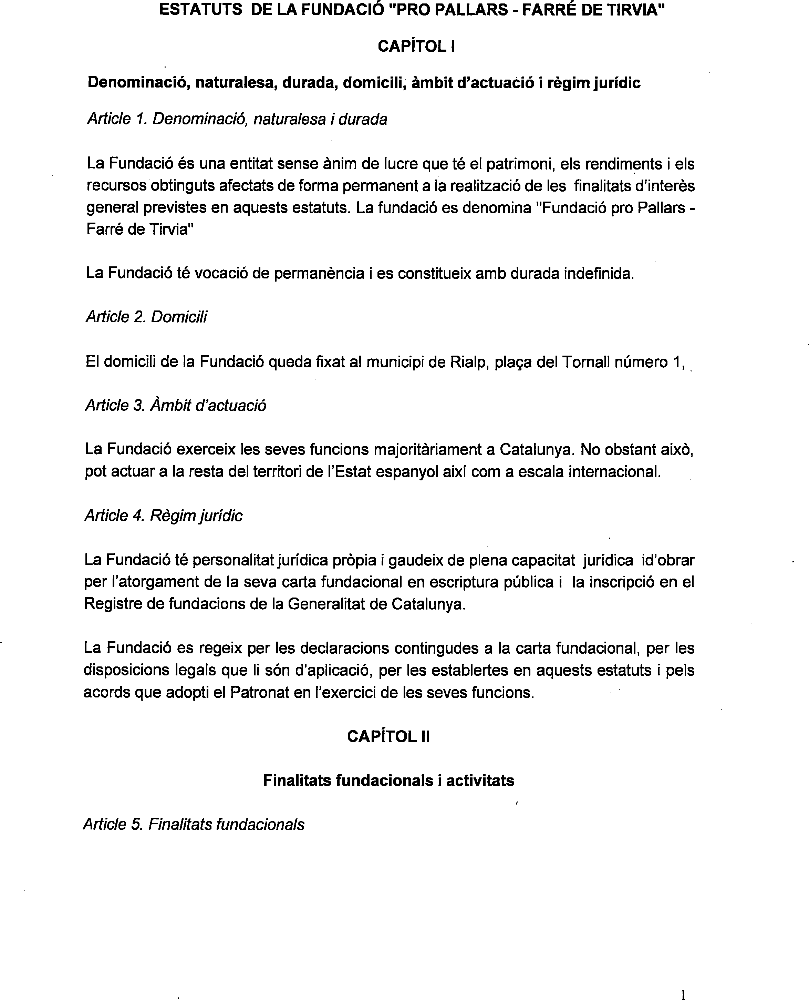 ESTATUTS DE LA FUNDACIÓ "PRO PALLARS - FARRÉ DE TIRVIA"
CAPÍTOL I
Denominació, naturalesa, durada, domicili, àmbit d'actuació i règim jurídic
Article 1. Denominació, naturalesa i durada
La Fundació és una entitat sense ànim de lucre que té el patrimoni, els rendiments i els
recursos obtinguts afectats de forma permanent a la realització de les finalitats d'interès
general previstes en aquests estatuts. La fundació es denomina "Fundació pro Pallars -
Farré de Tirvia"
La Fundació té vocació de permanència i es constitueix amb durada indefinida.
Article 2. Domicili
El domicili de la Fundació queda fixat al municipi de Rialp, plaça del Tornall número 1,
Article 3. Àmbit d'actuació
La Fundació exerceix les seves funcions majoritàriament a Catalunya. No obstant això,
pot actuar a la resta del territori de l'Estat espanyol així com a escala internacional.
Article 4. Règim jurídic
La Fundació té personalitat jurídica pròpia i gaudeix de plena capacitat jurídica id'obrar
per l'atorgament de la seva carta fundacional en escriptura pública i la inscripció en el
Registre de fundacions de la Generalitat de Catalunya.
La Fundació es regeix per les declaracions contingudes a la carta fundacional, per les
disposicions legals que li són d'aplicació, per les establertes en aquests estatuts i pels
acords que adopti el Patronat en l'exercici de les seves funcions.
CAPÍTOL II
Finalitats fundacionals i activitats
Article 5. Finalitats fundacionals
1